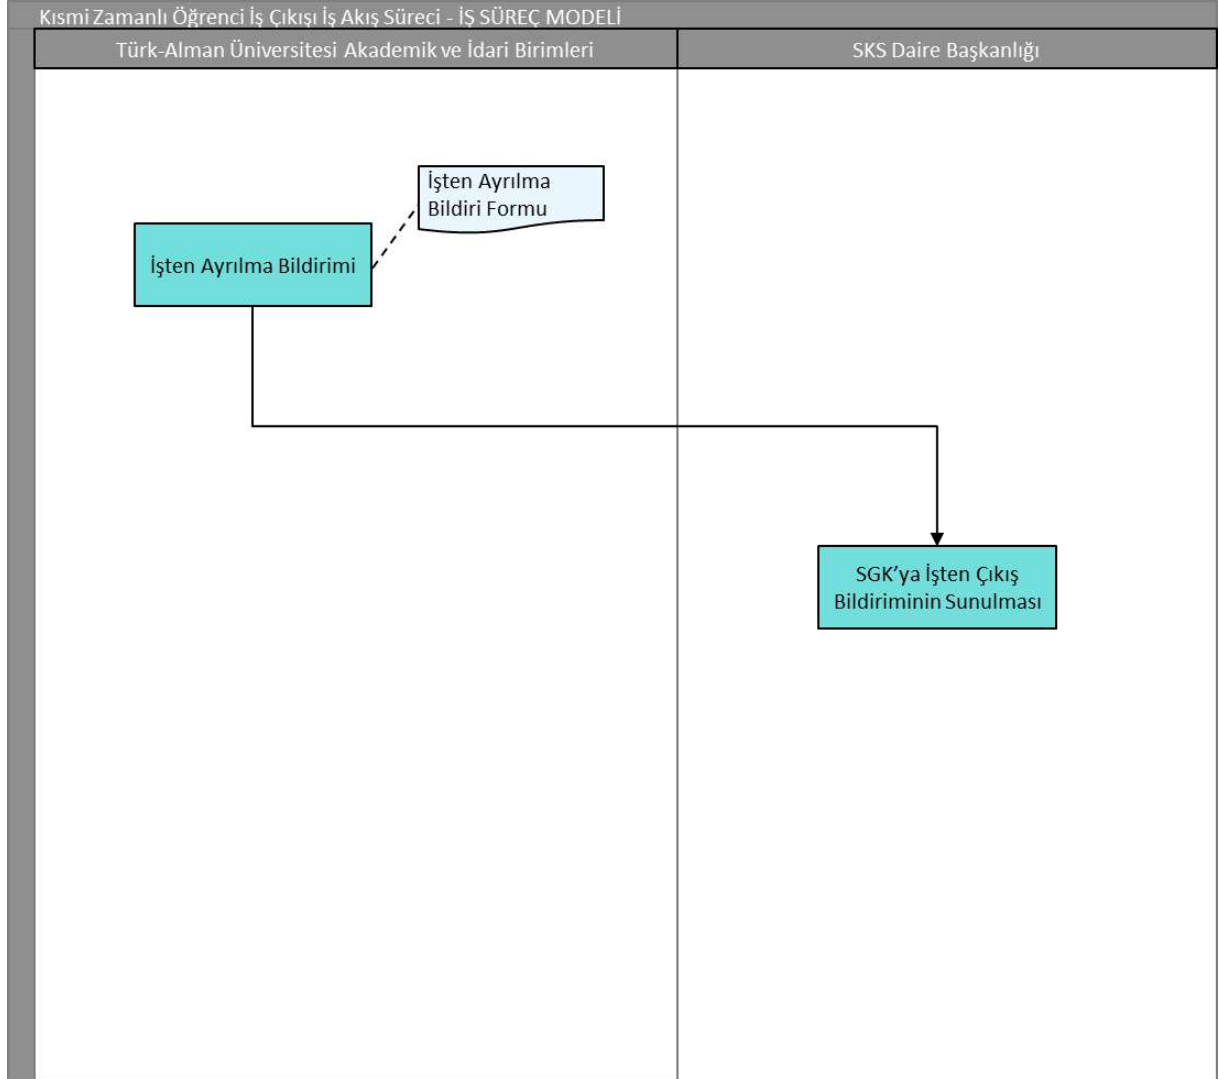 Kısmi Zamanlı Öğrenci İş Çıkışı İş Akış Süreci - İŞ SÜREÇ MODELİ
Türk-Alman Üniversitesi Akademik ve İdari Birimleri
SKS Daire Başkanlığı
İşten Ayrılma
Bildiri Formu
İşten Ayrılma Bildirimi
SGK’ya İşten Çıkış
Bildiriminin Sunulması